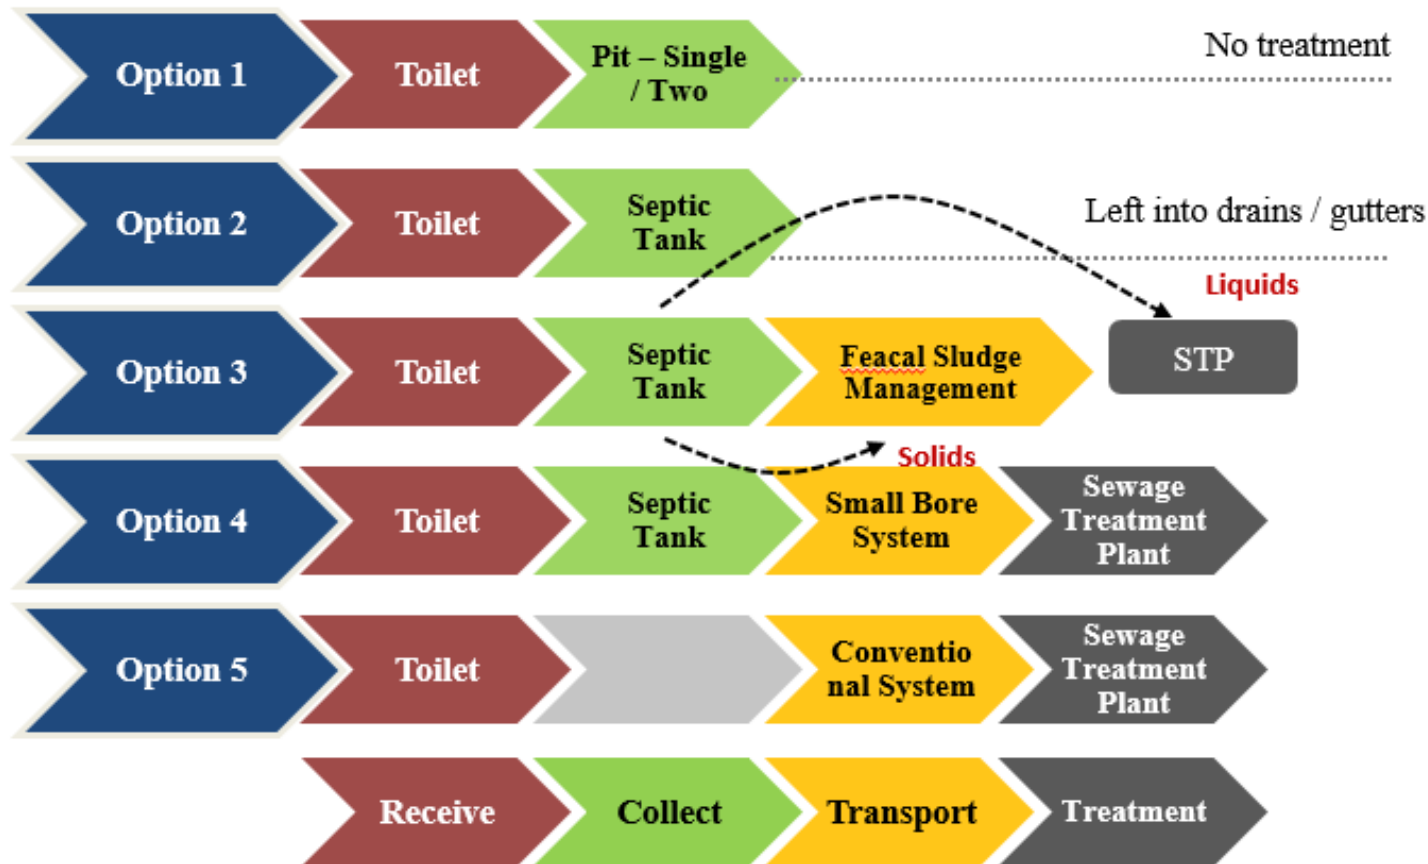 Option 1
Toilet
Pit – Single
/ Two
No treatment
Option 2
Toilet
Septic
Tank
Left into drains / gutters
Liquids
Option 3
Toilet
Septic
Tank
Feacal Sludge
Management
STP
Solids
Option 4
Toilet
Septic
Tank
Small Bore
System
Sewage
Treatment
Plant
Option 5
Toilet
Conventio
nal System
Sewage
Treatment
Plant
Receive
Collect
Transport
Treatment